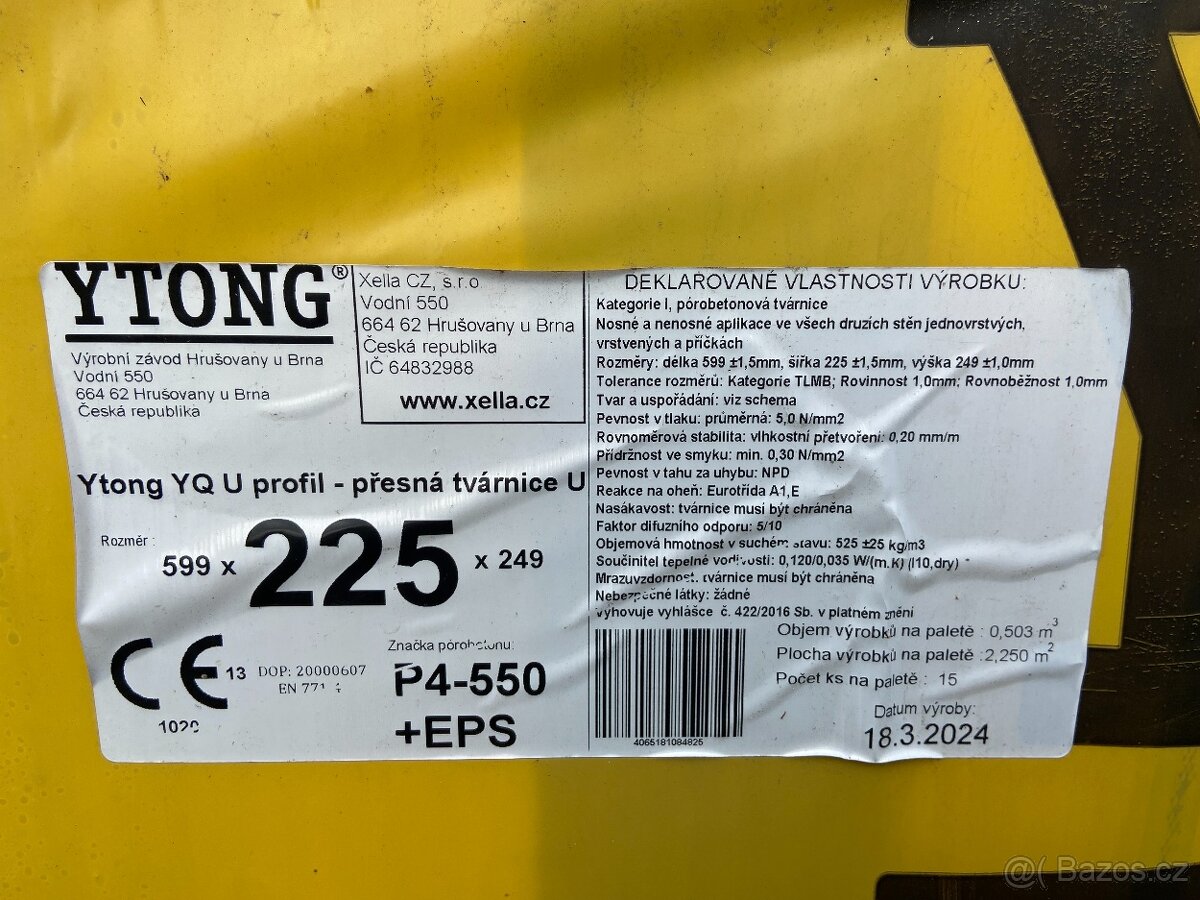 YTONG®
Výrobní závod Hrušovany u Brna
Vodní 550
664 62 Hrušovany u Brna
Česká republika
Xella CZ, s.r.o
Vodní 550
664 62 Hrušovany u Brna
Česká republika
IČ 64832988
www.xella.cz
Ytong YQ U profil - přesná tvárnice U
Rozměr :
599 x 225 x 249
CE 13 DOP: 20000607
EN 771
Značka pórobetonu:
P4-550
+EPS
DEKLAROVANÉ VLASTNOSTI VÝROBKU:
Kategorie I, pórobetonová tvárnice
Nosné a nenosné aplikace ve všech druzích stěn jednovrstvých,
vrstvených a příčkách
Rozměry: délka 599 ±1,5mm, šířka 225 ±1,5mm, výška 249 ±1,0mm
Tolerance rozměrů: Kategorie TLMB; Rovinnost 1,0mm; Rovnoběžnost 1,0mm
Tvar a uspořádání: viz schema
Pevnost v tlaku: průměrná: 5,0 N/mm2
Rovnoměrová stabilita: vlhkostní přetvoření: 0,20 mm/m
Přídržnost ve smyku: min. 0,30 N/mm2
Pevnost v tahu za uhybu: NPD
Reakce na oheň: Eurotřída A1,E
Nasákavost: tvárnice musí být chráněna
Faktor difuzního odporu: 5/10
Objemová hmotnost v suchém stavu: 525 ±25 kg/m3
Součinitel tepelné vodivosti: 0,120/0,035 W/(m.K) (l10,dry)
Mrazuvzdornost: tvárnice musí být chráněna
Nebezpečné látky: žádné
vyhovuje vyhlášce č. 422/2016 Sb. v platném znění
4065181084825
Objem výrobků na paletě : 0,503 m³
Plocha výrobků na paletě : 2,250 m²
Počet ks na paletě : 15
Datum výroby:
18.3.2024
@( Bazos.cz